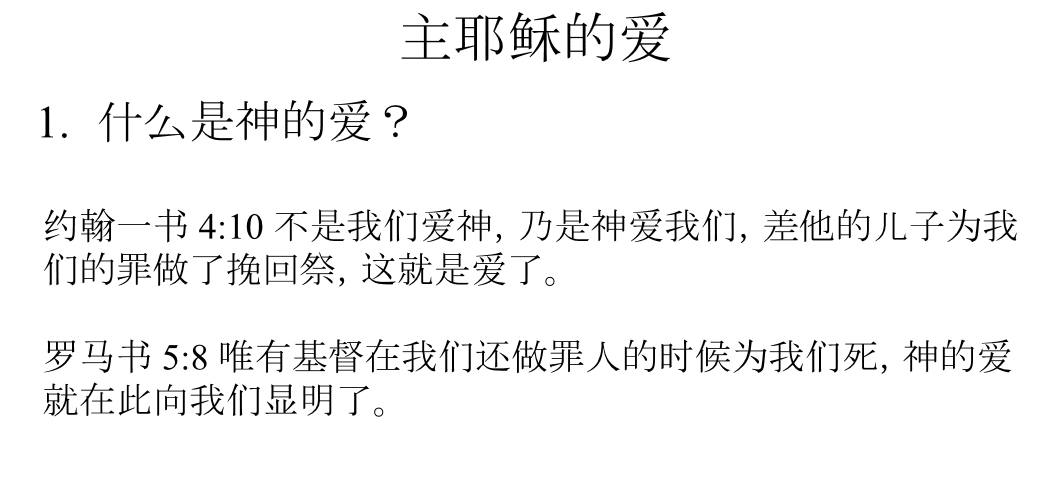 主耶稣的爱
1. 什么是神的爱？
约翰一书 4:10 不是我们爱神, 乃是神爱我们, 差他的儿子为我
们的罪做了挽回祭, 这就是爱了。
罗马书 5:8 唯有基督在我们还做罪人的时候为我们死, 神的爱
就在此向我们显明了。